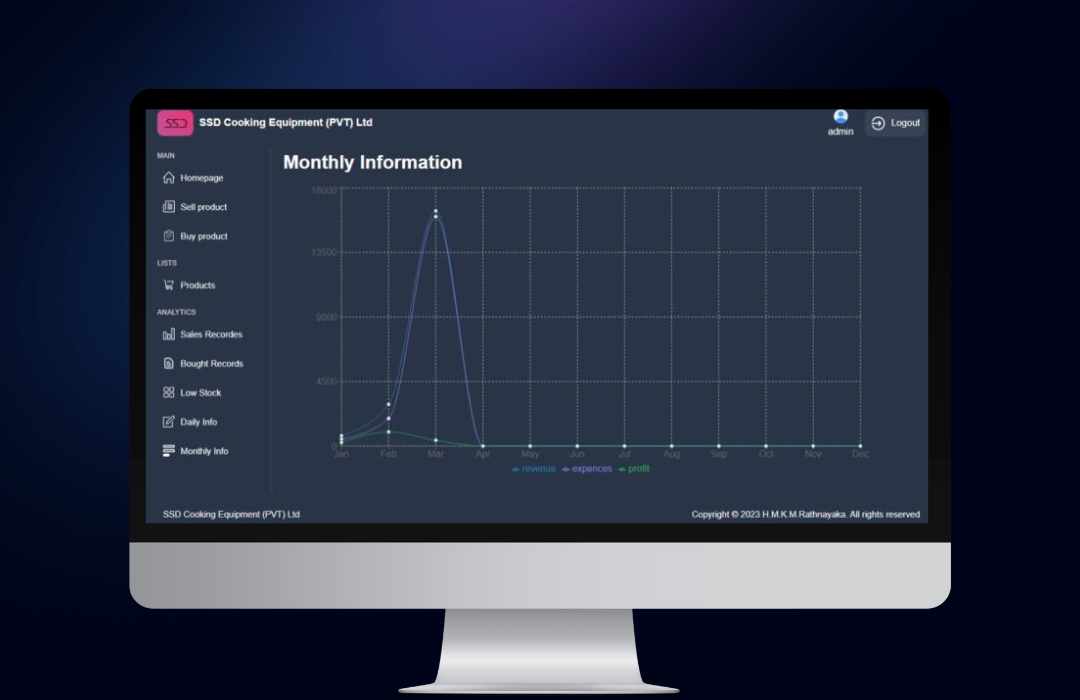 SSD
SSD Cooking Equipment (PVT) Ltd
admin
Logout
MAIN
Homepage
Sell product
Buy product
LISTS
Products
ANALYTICS
Sales Recordes
Bought Records
Low Stock
Daily Info
Monthly Info
Monthly Information
18000
13500
9000
4500
0
Jan Feb Mar Apr May Jun Jul Aug Sep Oct Nov Dec
revenue expences profit
SSD Cooking Equipment (PVT) Ltd
Copyright © 2023 H.M.K.M.Rathnayaka. All rights reserved